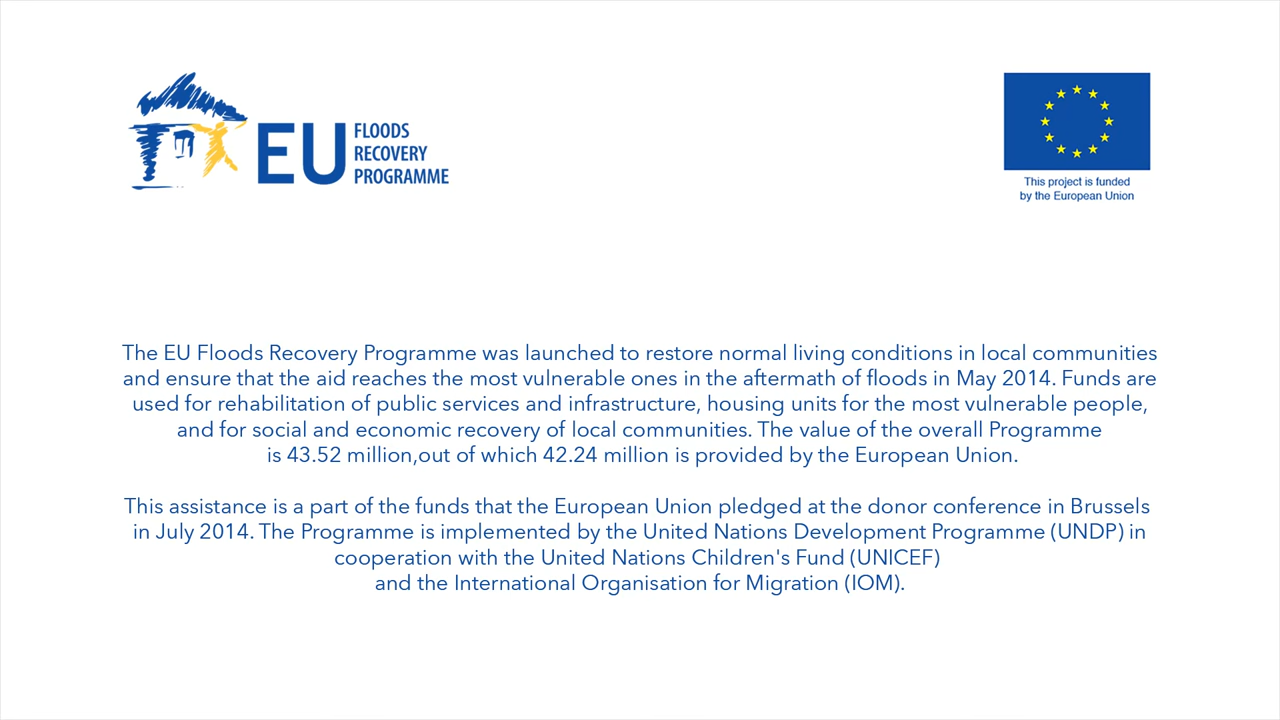 EU FLOODS
RECOVERY
PROGRAMME
This project is funded
by the European Union
The EU Floods Recovery Programme was launched to restore normal living conditions in local communities
and ensure that the aid reaches the most vulnerable ones in the aftermath of floods in May 2014. Funds are
used for rehabilitation of public services and infrastructure, housing units for the most vulnerable people,
and for social and economic recovery of local communities. The value of the overall Programme
is 43.52 million,out of which 42.24 million is provided by the European Union.
This assistance is a part of the funds that the European Union pledged at the donor conference in Brussels
in July 2014. The Programme is implemented by the United Nations Development Programme (UNDP) in
cooperation with the United Nations Children's Fund (UNICEF)
and the International Organisation for Migration (IOM).